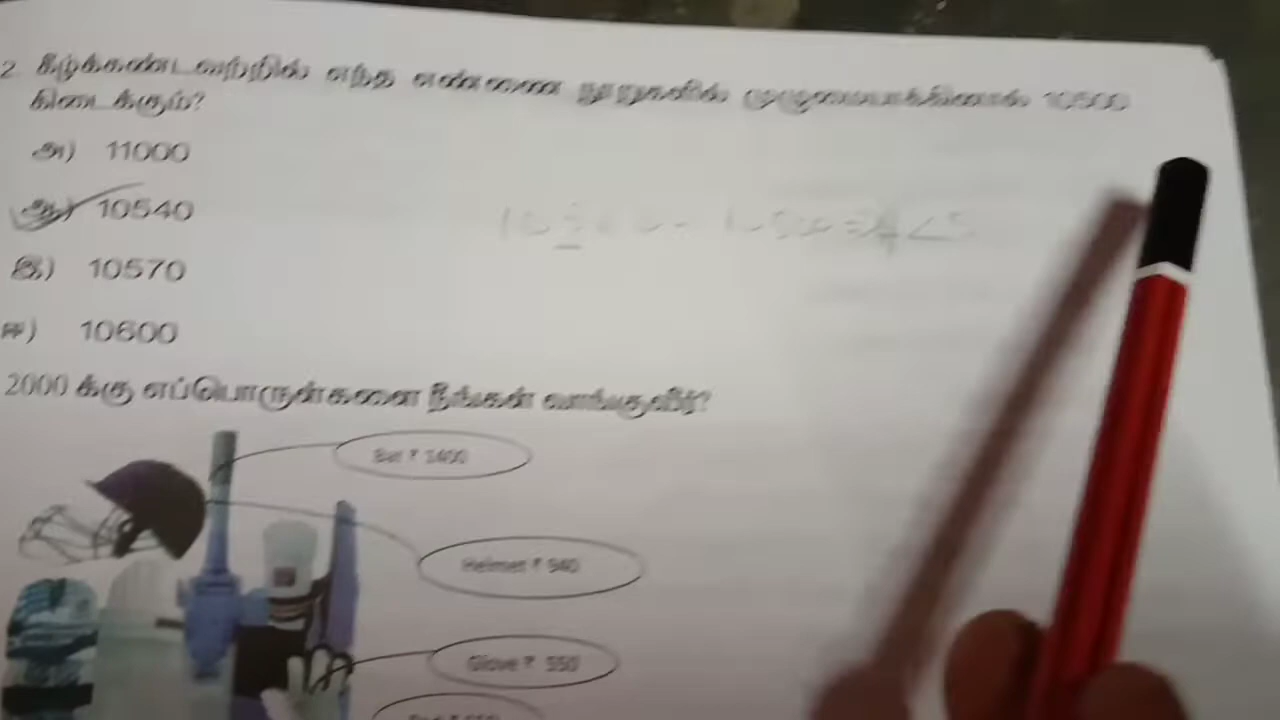 2. கீழ்க்கண்டவற்றில் எந்த எண்ணை நூறுகளில் முழுமையாக்கினால் 10500
கிடைக்கும்?
அ) 11000
ஆ) 10540
இ) 10570
ஈ) 10600
2000 க்கு எப்பொருள்களை நீங்கள் வாங்குவீர்?
Bat ₹ 1400
Helmet ₹ 940
Glove ₹ 550